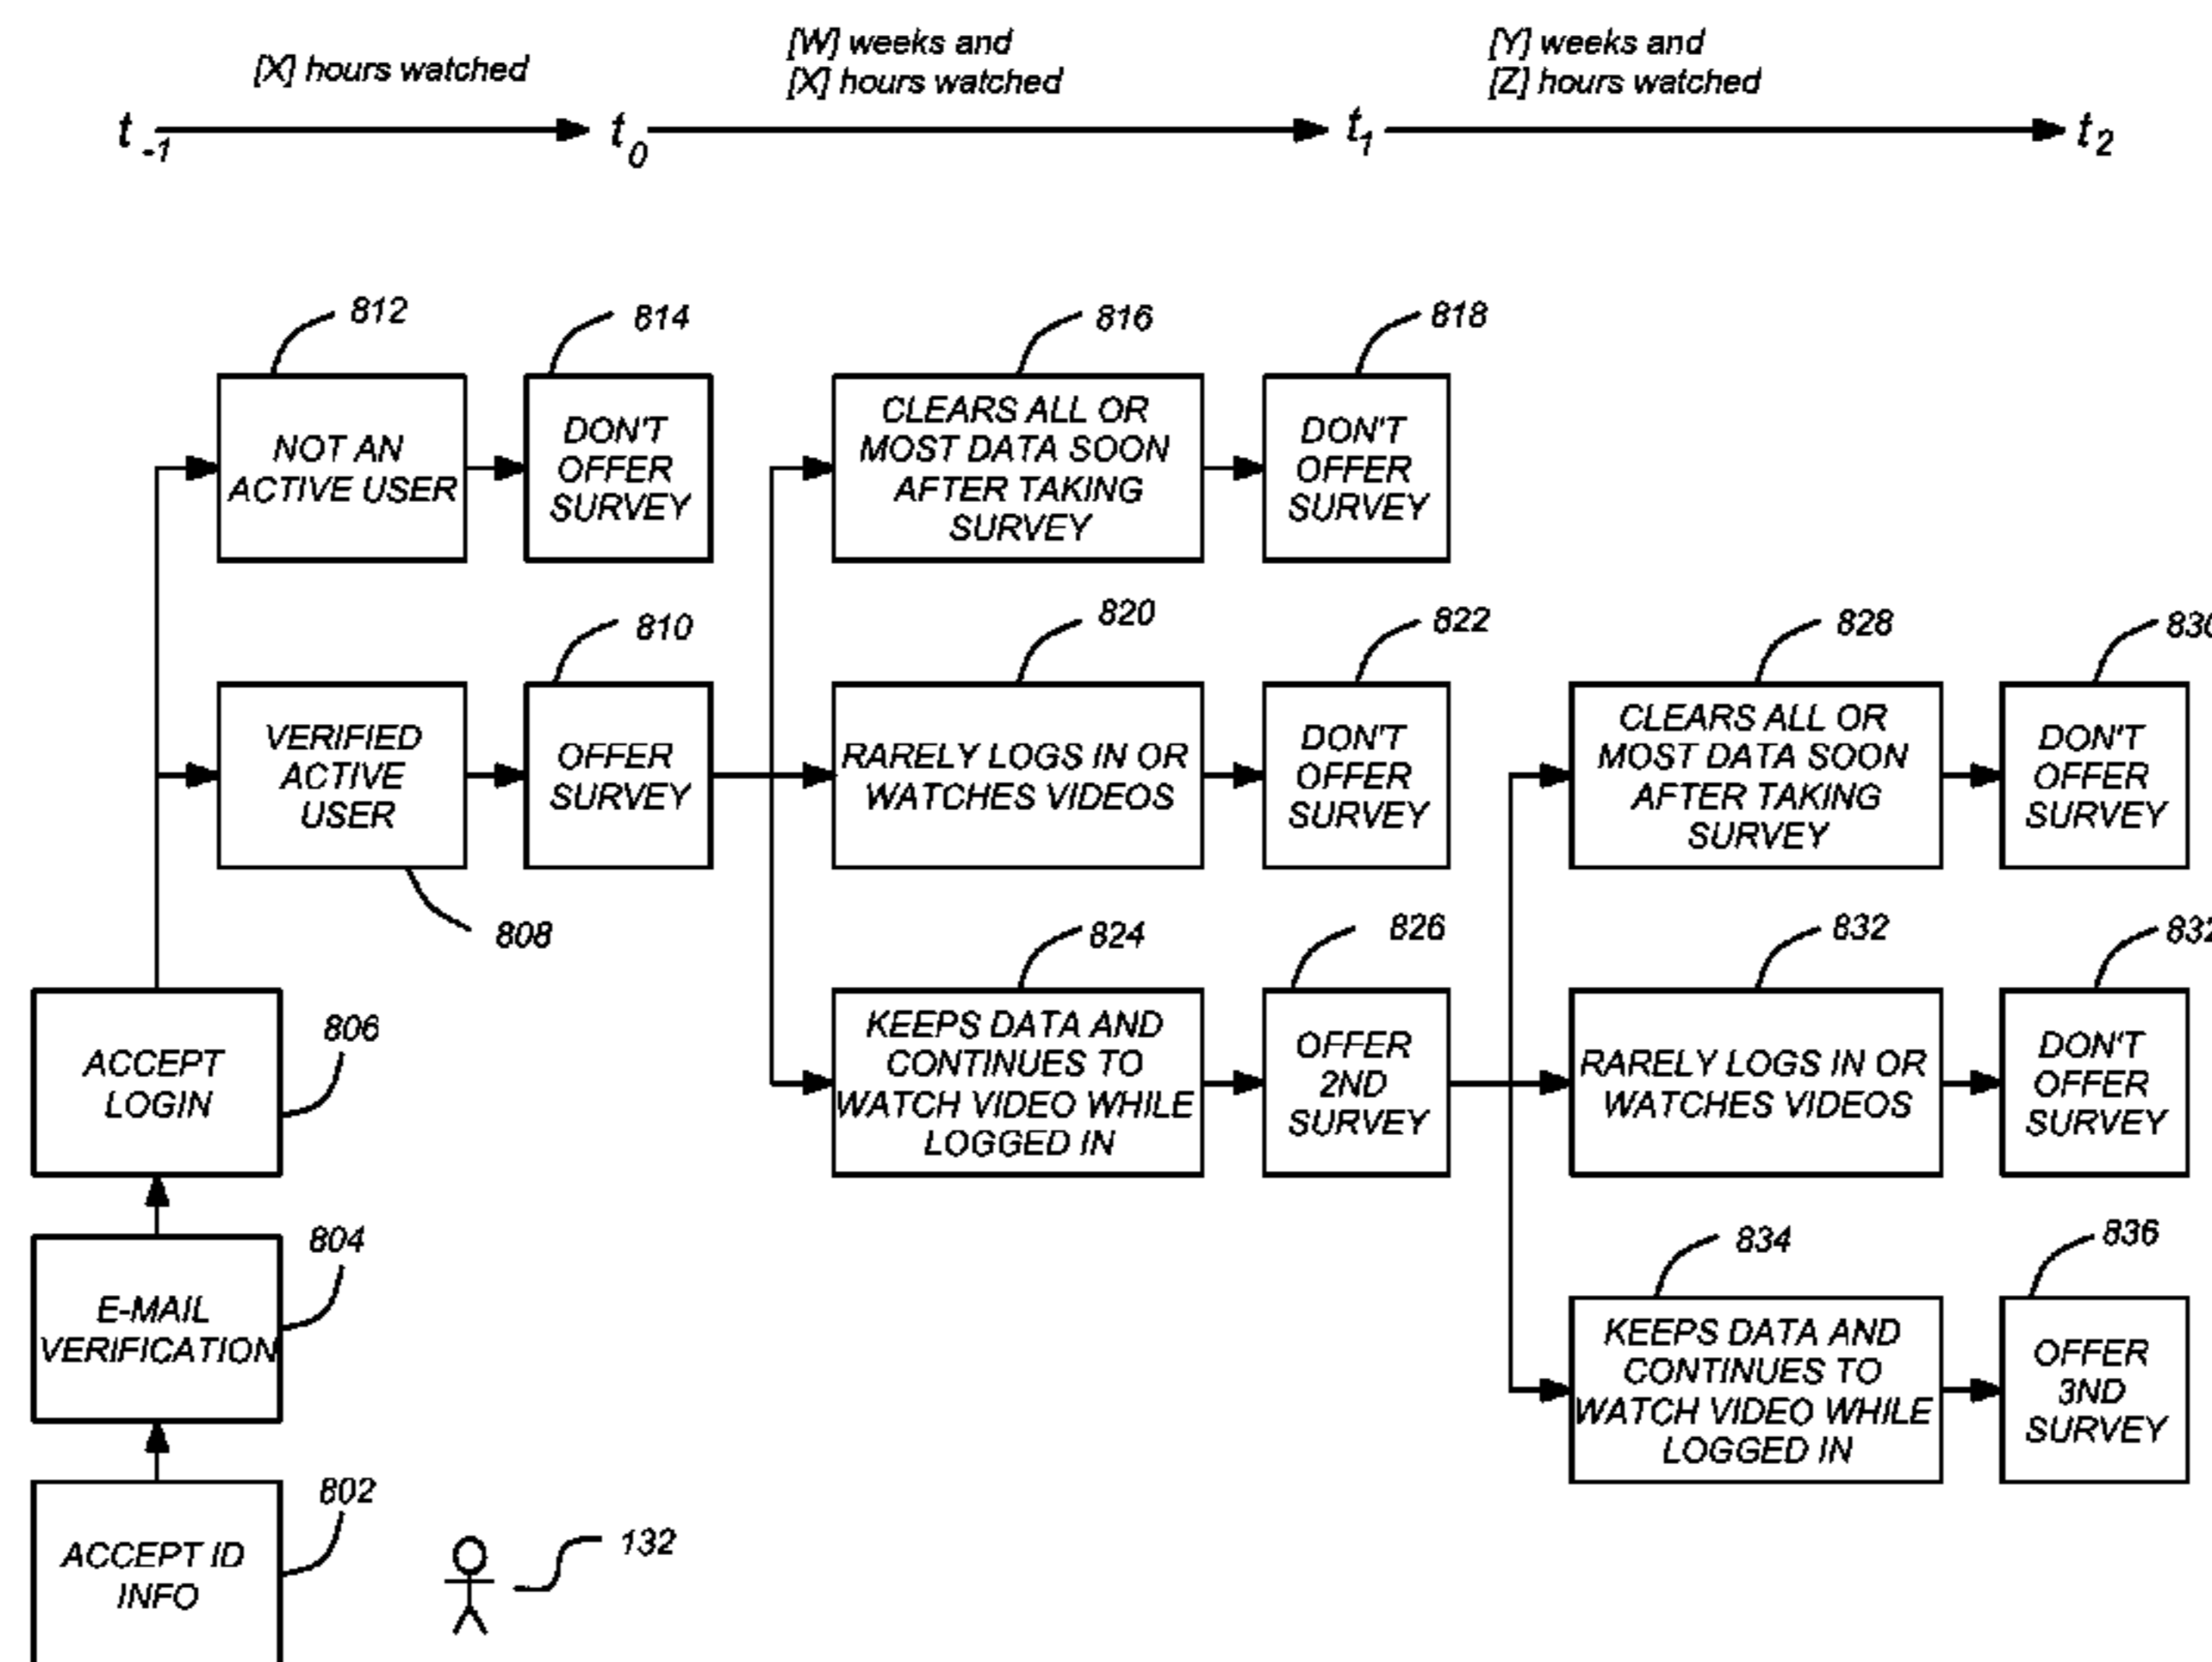 [X] hours watched
[W] weeks and
[X] hours watched
[Y] weeks and
[Z] hours watched
t-1
t0
t1
t2
812
814
816
818
NOT AN
ACTIVE USER
DON'T
OFFER
SURVEY
CLEARS ALL OR
MOST DATA SOON
AFTER TAKING
SURVEY
DON'T
OFFER
SURVEY
810
820
822
828
830
VERIFIED
ACTIVE
USER
OFFER
SURVEY
RARELY LOGS IN OR
WATCHES VIDEOS
DON'T
OFFER
SURVEY
CLEARS ALL OR
MOST DATA SOON
AFTER TAKING
SURVEY
DON'T
OFFER
SURVEY
808
824
826
832
832
ACCEPT
LOGIN
806
KEEPS DATA AND
CONTINUES TO
WATCH VIDEO WHILE
LOGGED IN
OFFER
2ND
SURVEY
RARELY LOGS IN OR
WATCHES VIDEOS
DON'T
OFFER
SURVEY
E-MAIL
VERIFICATION
804
834
836
KEEPS DATA AND
CONTINUES TO
WATCH VIDEO WHILE
LOGGED IN
OFFER
3ND
SURVEY
ACCEPT ID
INFO
802
132